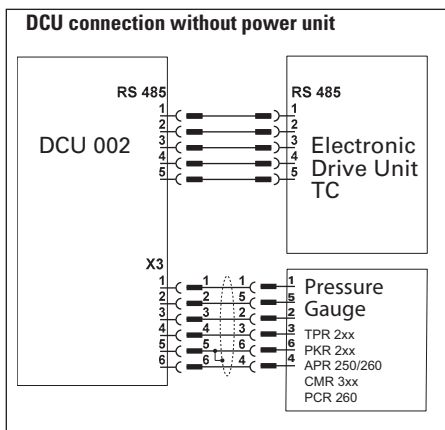 DCU connection without power unit
RS 485 RS 485
1 1
2 2
DCU 002 3 3 Electronic
4 4 Drive Unit
5 5 TC
X3
1 1 1 1 Pressure
2 2 5 5 Gauge
3 3 2 2
4 4 3 3 TPR 2xx
5 5 6 6 PKR 2xx
6 6 4 4 APR 250/260
CMR 3xx
PCR 260